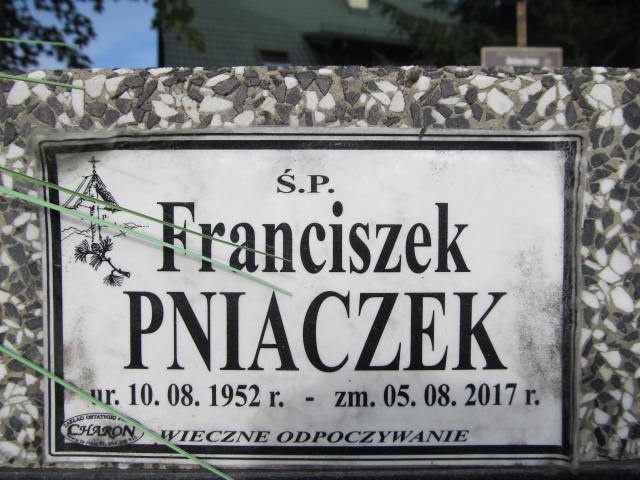 Ś.P.
Franciszek
PNIACZEK
ur. 10. 08. 1952 r. - zm. 05. 08. 2017 r.
CHARON
WIECZNE ODPOCZYWANIE